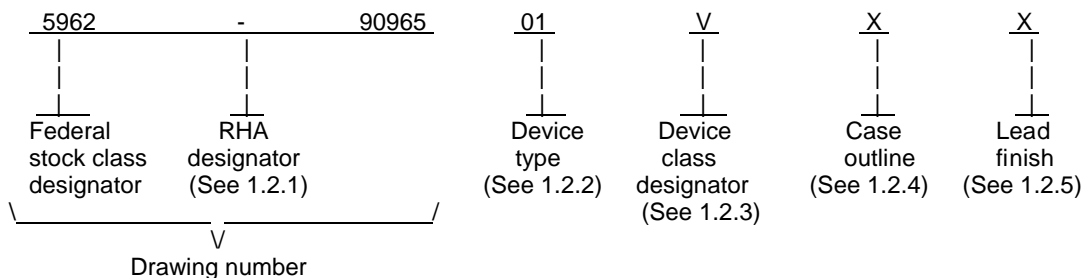 5962 - 90965 01 V X X
Federal RHA Device Device Case Lead
stock class designator type class outline finish
designator (See 1.2.1) (See 1.2.2) designator (See 1.2.4) (See 1.2.5)
(See 1.2.3)
Drawing number